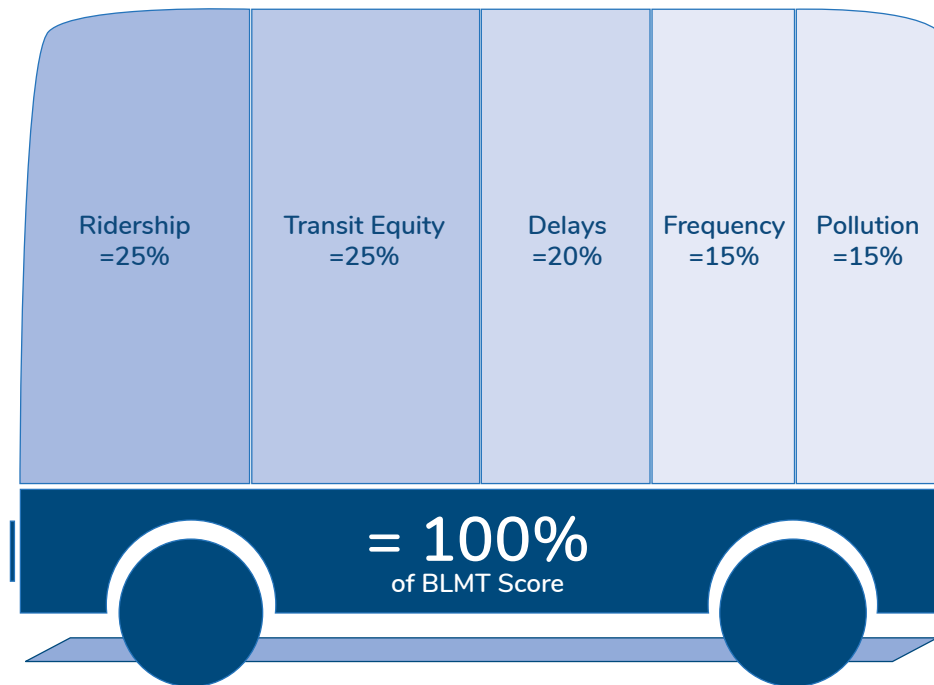 Ridership
=25%
Transit Equity
=25%
Delays
=20%
Frequency
=15%
Pollution
=15%
= 100%
of BLMT Score